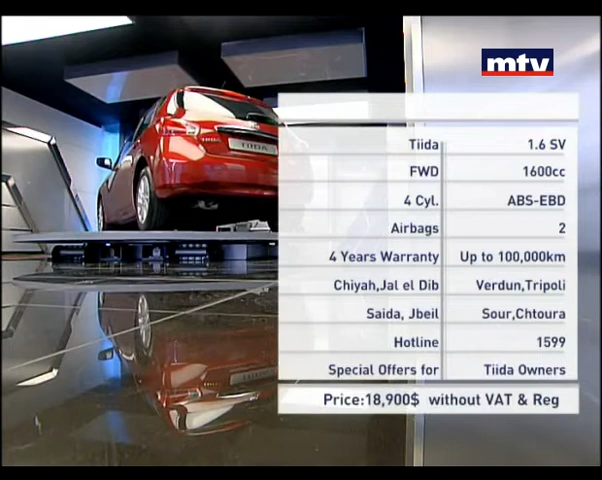 mtv
TIIDA
Tiida 1.6 SV
FWD 1600cc
4 Cyl. ABS-EBD
Airbags 2
4 Years Warranty Up to 100,000km
Chiyah,Jal el Dib Verdun,Tripoli
Saida, Jbeil Sour,Chtoura
Hotline 1599
Special Offers for Tiida Owners
Price:18,900$ without VAT & Reg